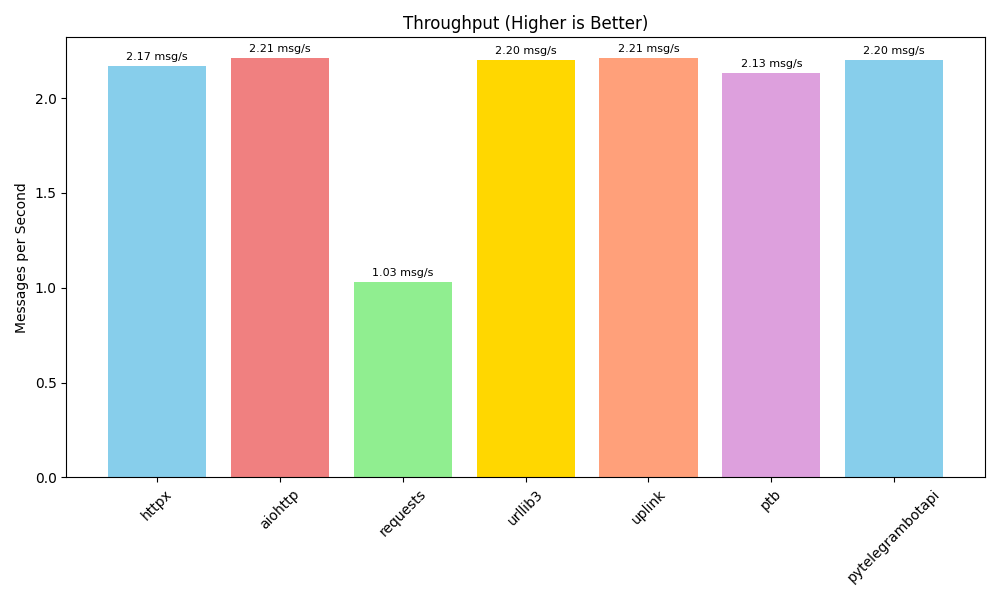 Throughput (Higher is Better)
2.17 msg/s
2.21 msg/s
1.03 msg/s
2.20 msg/s
2.21 msg/s
2.13 msg/s
2.20 msg/s
Messages per Second
2.0
1.5
1.0
0.5
0.0
httpx
aiohttp
requests
urllib3
uplink
ptb
pytelegrambotapi